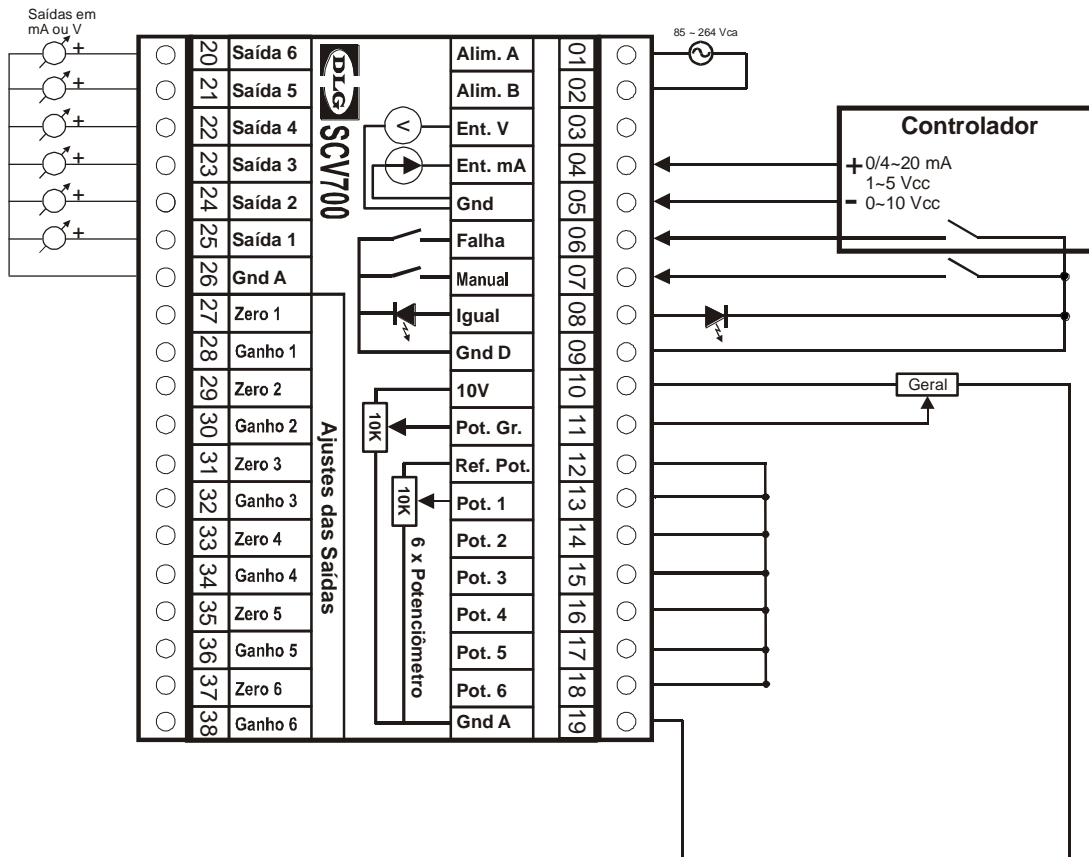 Saídas em
mA ou V
+
+
+
+
+
+
20 Saída 6
21 Saída 5
22 Saída 4
23 Saída 3
24 Saída 2
25 Saída 1
26 Gnd A
27 Zero 1
28 Ganho 1
29 Zero 2
30 Ganho 2
31 Zero 3
32 Ganho 3
33 Zero 4
34 Ganho 4
35 Zero 5
36 Ganho 5
37 Zero 6
38 Ganho 6
Ajustes das Saídas
DLG
SCV700
V
10K
10K
6 x Potenciômetro
Alim. A 01
Alim. B 02
Ent. V 03
Ent. mA 04
Gnd 05
Falha 06
Manual 07
Igual 08
Gnd D 09
10V 10
Pot. Gr. 11
Ref. Pot. 12
Pot. 1 13
Pot. 2 14
Pot. 3 15
Pot. 4 16
Pot. 5 17
Pot. 6 18
Gnd A 19
85 ~ 264 Vca
Controlador
+ 0/4~20 mA
1~5 Vcc
- 0~10 Vcc
Geral